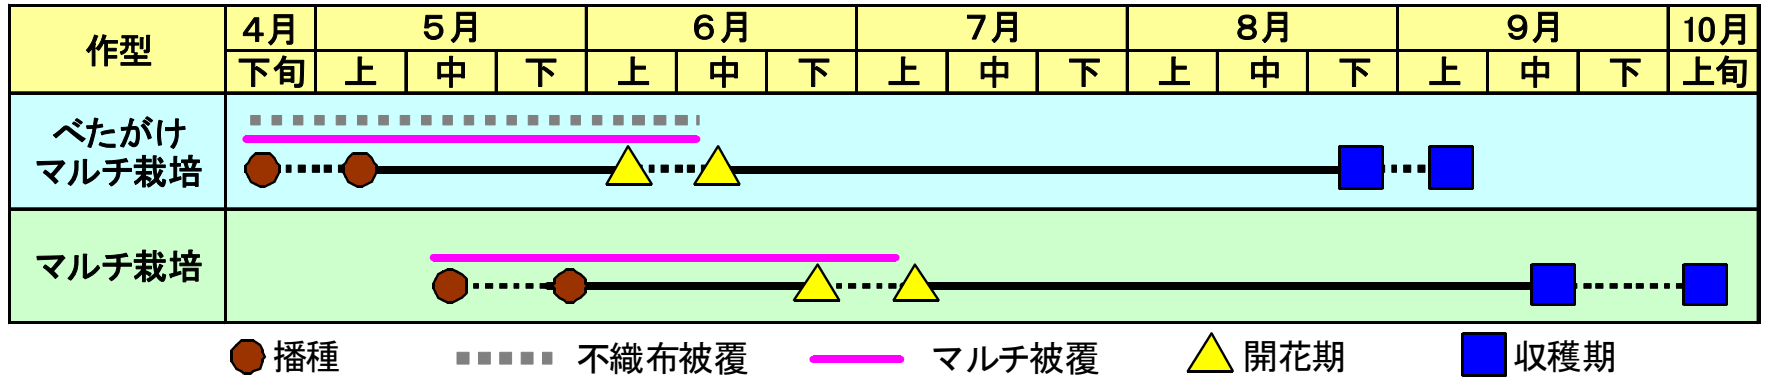 作型 4月 5月 6月 7月 8月 9月 10月
下旬 上 中 下 上 中 下 上 中 下 上 中 下 上 中 下 上旬
べたがけ
マルチ栽培
マルチ栽培
播種 不織布被覆 マルチ被覆 開花期 収穫期